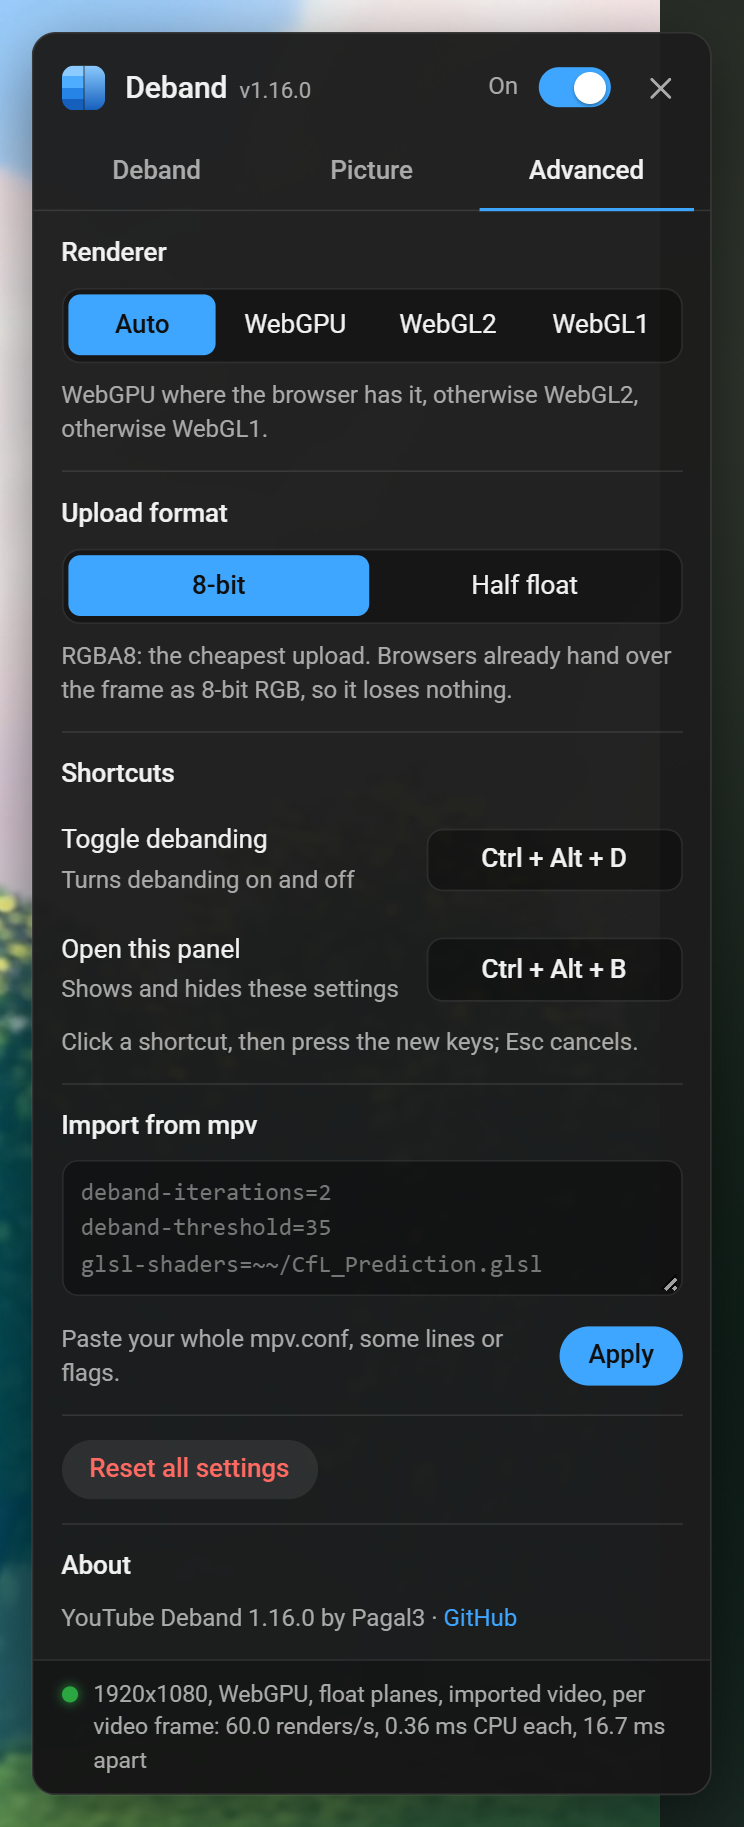 Deband v1.16.0 On
Deband Picture Advanced
Renderer
Auto WebGPU WebGL2 WebGL1
WebGPU where the browser has it, otherwise WebGL2,
otherwise WebGL1.
Upload format
8-bit Half float
RGBA8: the cheapest upload. Browsers already hand over
the frame as 8-bit RGB, so it loses nothing.
Shortcuts
Toggle debanding
Turns debanding on and off
Ctrl + Alt + D
Open this panel
Shows and hides these settings
Ctrl + Alt + B
Click a shortcut, then press the new keys; Esc cancels.
Import from mpv
deband-iterations=2
deband-threshold=35
glsl-shaders=~~/CfL_Prediction.glsl
Paste your whole mpv.conf, some lines or
flags.
Apply
Reset all settings
About
YouTube Deband 1.16.0 by Pagal3 · GitHub
1920x1080, WebGPU, float planes, imported video, per
video frame: 60.0 renders/s, 0.36 ms CPU each, 16.7 ms
apart